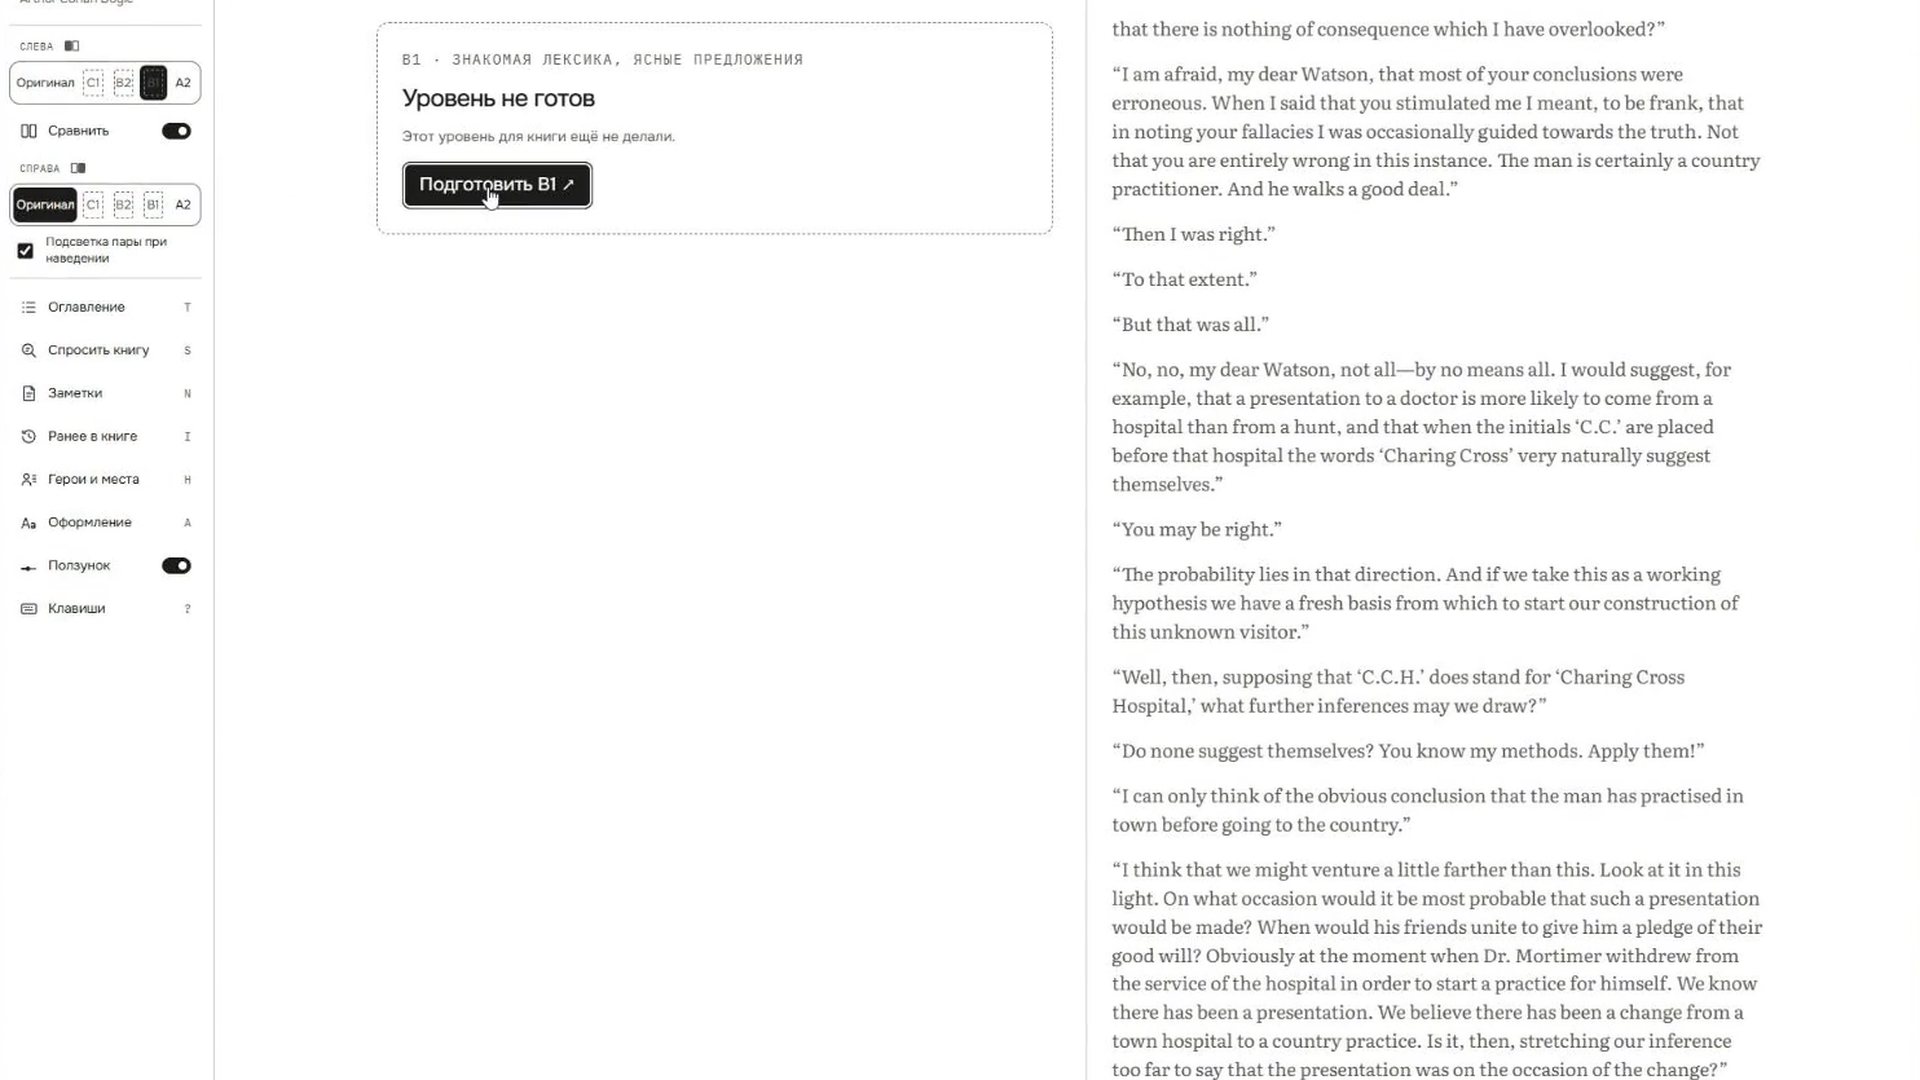 Arthur Conan Doyle
СЛЕВА
Оригинал C1 B2 B1 A2
Сравнить
СПРАВА
Оригинал C1 B2 B1 A2
Подсветка пары при
наведении
Оглавление T
Спросить книгу S
Заметки N
Ранее в книге I
Герои и места H
Оформление A
Ползунок
Клавиши ?
B1 · ЗНАКОМАЯ ЛЕКСИКА, ЯСНЫЕ ПРЕДЛОЖЕНИЯ
Уровень не готов
Этот уровень для книги ещё не делали.
Подготовить B1 ↗
that there is nothing of consequence which I have overlooked?”
“I am afraid, my dear Watson, that most of your conclusions were
erroneous. When I said that you stimulated me I meant, to be frank, that
in noting your fallacies I was occasionally guided towards the truth. Not
that you are entirely wrong in this instance. The man is certainly a country
practitioner. And he walks a good deal.”
“Then I was right.”
“To that extent.”
“But that was all.”
“No, no, my dear Watson, not all—by no means all. I would suggest, for
example, that a presentation to a doctor is more likely to come from a
hospital than from a hunt, and that when the initials ‘C.C.’ are placed
before that hospital the words ‘Charing Cross’ very naturally suggest
themselves.”
“You may be right.”
“The probability lies in that direction. And if we take this as a working
hypothesis we have a fresh basis from which to start our construction of
this unknown visitor.”
“Well, then, supposing that ‘C.C.H.’ does stand for ‘Charing Cross
Hospital,’ what further inferences may we draw?”
“Do none suggest themselves? You know my methods. Apply them!”
“I can only think of the obvious conclusion that the man has practised in
town before going to the country.”
“I think that we might venture a little farther than this. Look at it in this
light. On what occasion would it be most probable that such a presentation
would be made? When would his friends unite to give him a pledge of their
good will? Obviously at the moment when Dr. Mortimer withdrew from
the service of the hospital in order to start a practice for himself. We know
there has been a presentation. We believe there has been a change from a
town hospital to a country practice. Is it, then, stretching our inference
too far to say that the presentation was on the occasion of the change?”